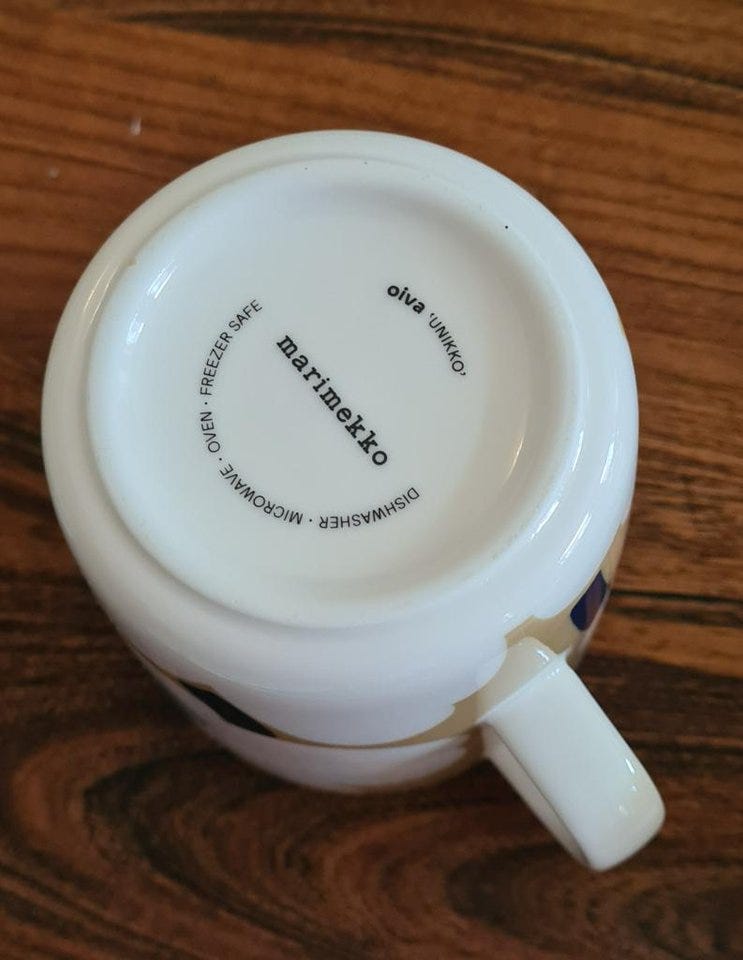 oiva 'UNIKKO'
marimekko
DISHWASHER · MICROWAVE · OVEN · FREEZER SAFE